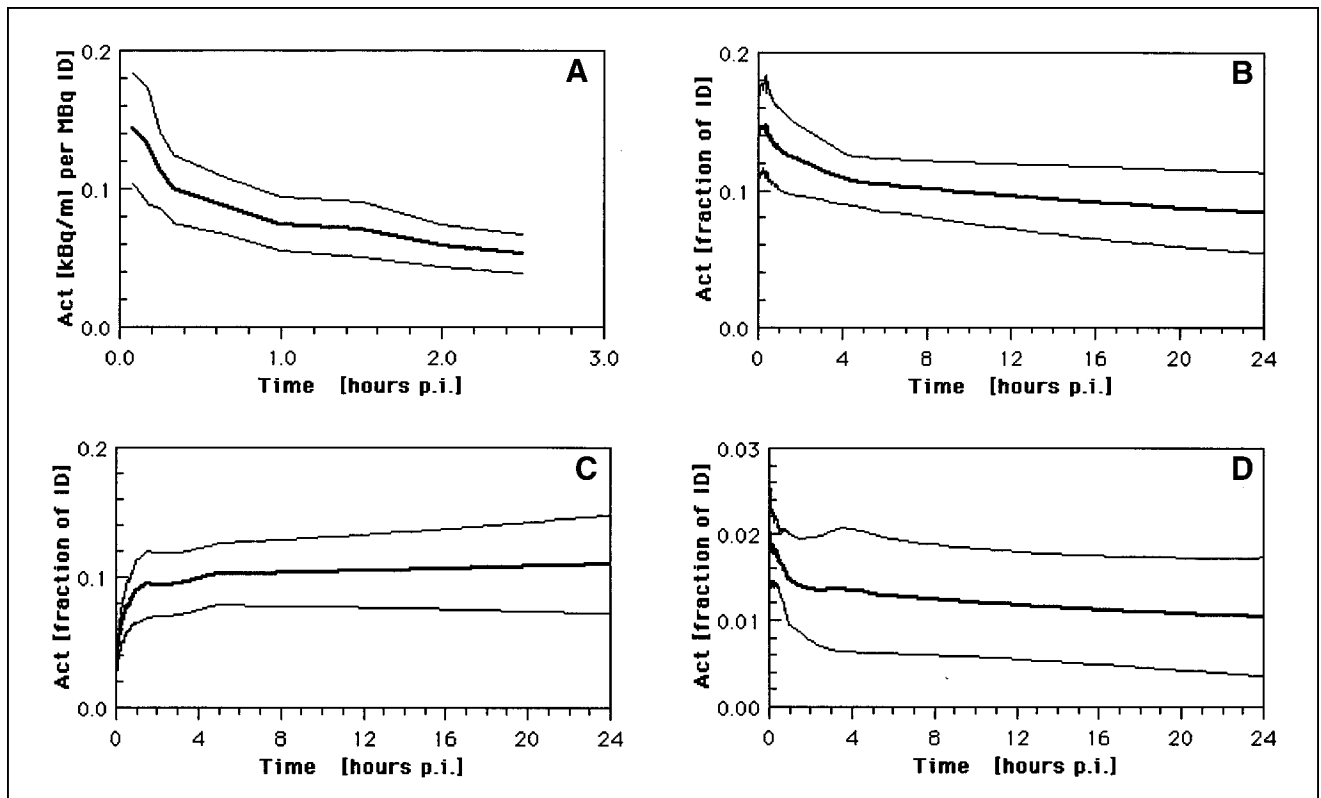 A
Act [kBq/ml per MBq ID]
0.2
0.1
0.0
0.0 1.0 2.0 3.0
Time [hours p.i.]
B
Act [fraction of ID]
0.2
0.1
0.0
0 4 8 12 16 20 24
Time [hours p.i.]
C
Act [fraction of ID]
0.2
0.1
0.0
0 4 8 12 16 20 24
Time [hours p.i.]
D
Act [fraction of ID]
0.03
0.02
0.01
0.00
0 4 8 12 16 20 24
Time [hours p.i.]